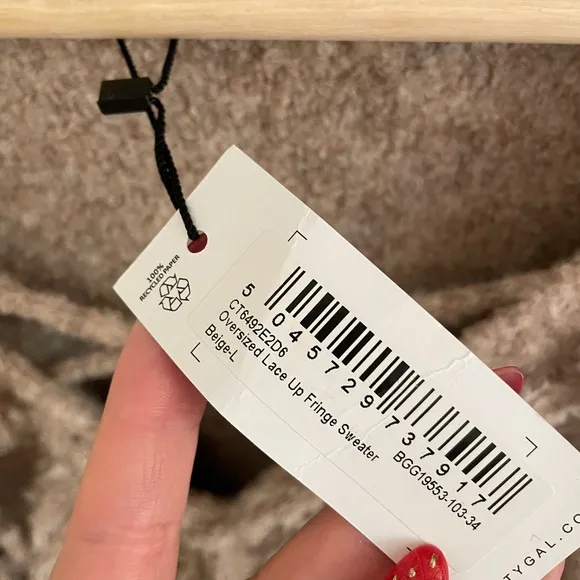 100%
RECYCLED PAPER
5 045729 737917
CT6492E2D6 BGG19553-103-34
Oversized Lace Up Fringe Sweater
Beige-L
TYGAL.CO